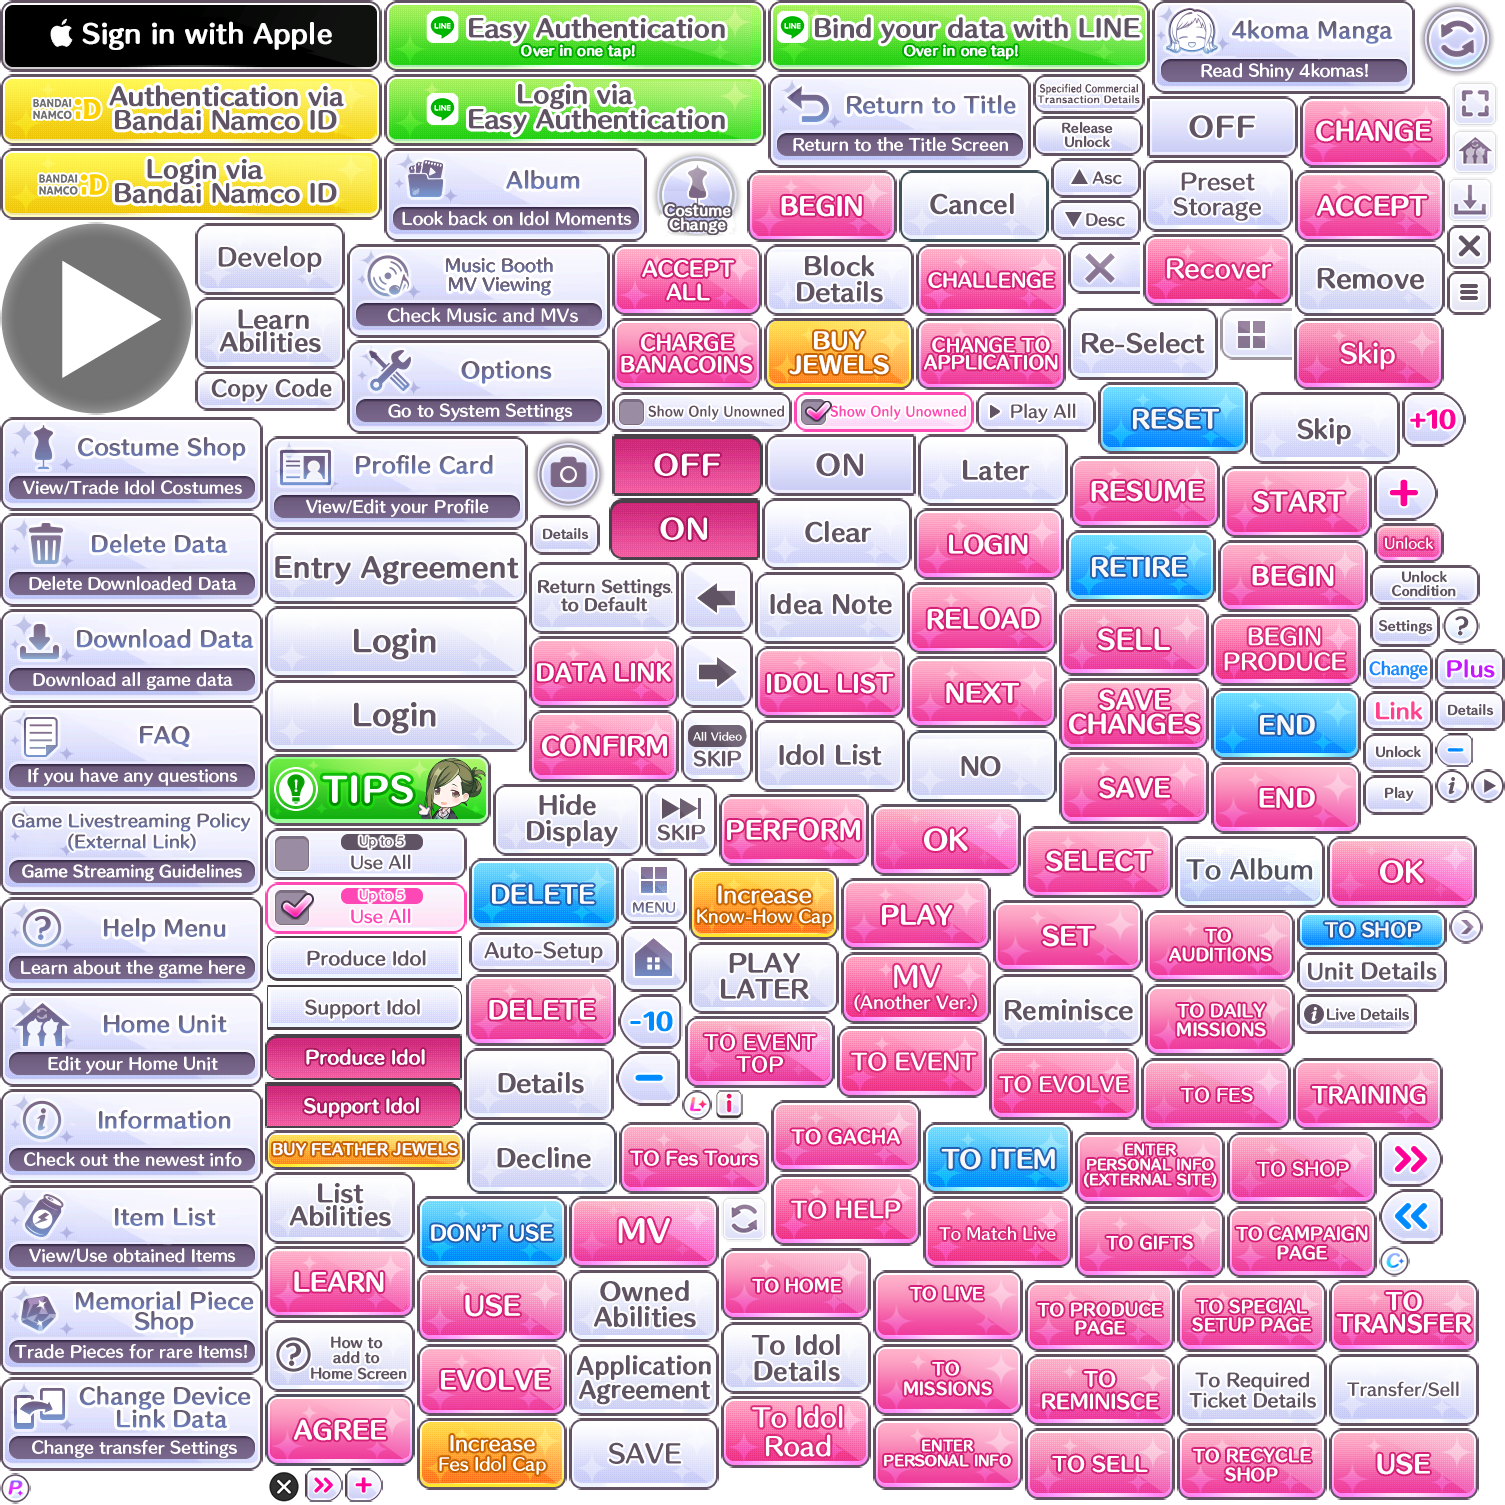 Sign in with Apple
LINE
Easy Authentication
Over in one tap!
LINE
Bind your data with LINE
Over in one tap!
4koma Manga
Read Shiny 4komas!
BANDAI
NAMCO iD
Authentication via
Bandai Namco ID
LINE
Login via
Easy Authentication
Return to Title
Return to the Title Screen
Specified Commercial
Transaction Details
Release
Unlock
OFF
CHANGE
BANDAI
NAMCO iD
Login via
Bandai Namco ID
Album
Look back on Idol Moments
Costume
Change
BEGIN
Cancel
▲ Asc
▼ Desc
Preset
Storage
ACCEPT
Develop
Music Booth
MV Viewing
Check Music and MVs
ACCEPT
ALL
Block
Details
CHALLENGE
Recover
Remove
Learn
Abilities
Options
Go to System Settings
CHARGE
BANACOINS
BUY
JEWELS
CHANGE TO
APPLICATION
Re-Select
Skip
Copy Code
Show Only Unowned
Show Only Unowned
Play All
RESET
Skip
+10
Costume Shop
View/Trade Idol Costumes
Profile Card
View/Edit your Profile
OFF
ON
Later
RESUME
START
Delete Data
Delete Downloaded Data
Details
ON
Clear
LOGIN
Unlock
Entry Agreement
RETIRE
BEGIN
Unlock
Condition
Return Settings
to Default
Idea Note
RELOAD
Settings
?
Download Data
Download all game data
Login
SELL
BEGIN
PRODUCE
DATA LINK
IDOL LIST
NEXT
Change
Plus
Login
SAVE
CHANGES
END
Link
Details
FAQ
If you have any questions
CONFIRM
All Video
SKIP
Idol List
NO
Unlock
TIPS
SAVE
END
Play
i
Game Livestreaming Policy
(External Link)
Game Streaming Guidelines
Hide
Display
SKIP
PERFORM
OK
Up to 5
Use All
SELECT
To Album
OK
Up to 5
Use All
DELETE
MENU
Increase
Know-How Cap
PLAY
Help Menu
Learn about the game here
SET
TO
AUDITIONS
TO SHOP
Produce Idol
Auto-Setup
PLAY
LATER
MV
(Another Ver.)
Unit Details
Support Idol
DELETE
-10
Reminisce
TO DAILY
MISSIONS
Live Details
Home Unit
Edit your Home Unit
Produce Idol
TO EVENT
TOP
TO EVENT
TO EVOLVE
TO FES
TRAINING
Support Idol
Details
L
i
Information
Check out the newest info
BUY FEATHER JEWELS
Decline
TO Fes Tours
TO GACHA
TO ITEM
ENTER
PERSONAL INFO
(EXTERNAL SITE)
TO SHOP
List
Abilities
DON'T USE
MV
TO HELP
To Match Live
TO GIFTS
TO CAMPAIGN
PAGE
Item List
View/Use obtained Items
C
LEARN
USE
Owned
Abilities
TO HOME
TO LIVE
TO PRODUCE
PAGE
TO SPECIAL
SETUP PAGE
TO
TRANSFER
Memorial Piece
Shop
Trade Pieces for rare Items!
How to
add to
Home Screen
EVOLVE
Application
Agreement
To Idol
Details
TO
MISSIONS
TO
REMINISCE
To Required
Ticket Details
Transfer/Sell
Change Device
Link Data
Change transfer Settings
AGREE
Increase
Fes Idol Cap
SAVE
To Idol
Road
ENTER
PERSONAL INFO
TO SELL
TO RECYCLE
SHOP
USE
P